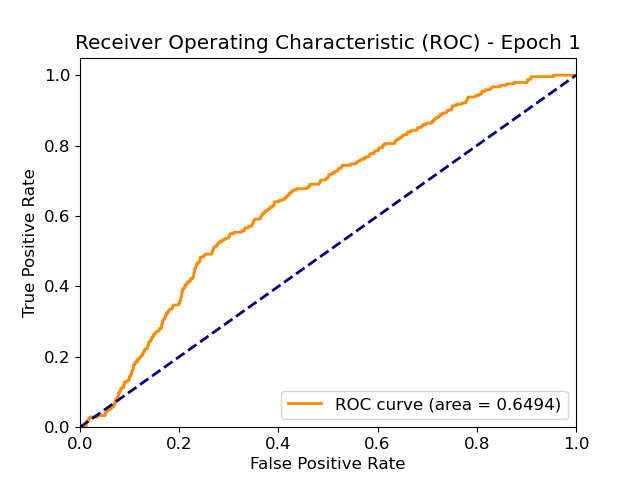 Receiver Operating Characteristic (ROC) - Epoch 1
True Positive Rate
1.0
0.8
0.6
0.4
0.2
0.0
ROC curve (area = 0.6494)
0.0 0.2 0.4 0.6 0.8 1.0
False Positive Rate